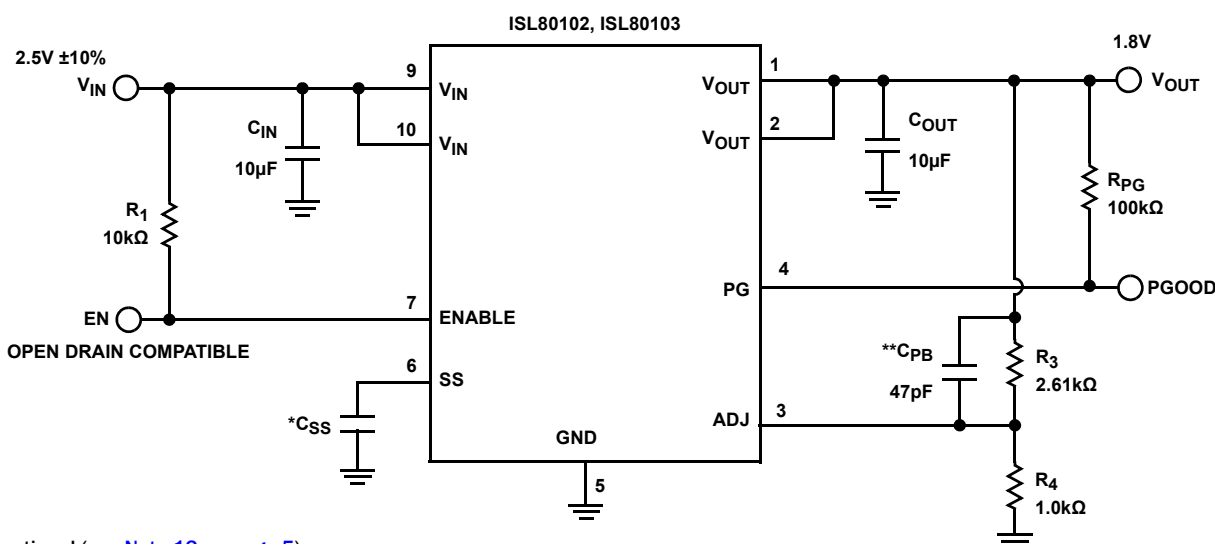 ISL80102, ISL80103
2.5V ±10%
VIN
9
VIN
10
VIN
CIN
10µF
R1
10kΩ
EN
7
ENABLE
OPEN DRAIN COMPATIBLE
6
SS
*CSS
GND
5
1.8V
1
VOUT
VOUT
2
VOUT
COUT
10µF
RPG
100kΩ
4
PG
PGOOD
**CPB
47pF
R3
2.61kΩ
ADJ
3
R4
1.0kΩ